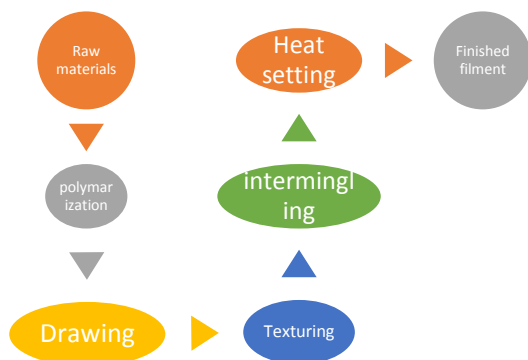 Raw
materials
polymar
ization
Drawing
Texturing
intermingl
ing
Heat
setting
Finished
filment